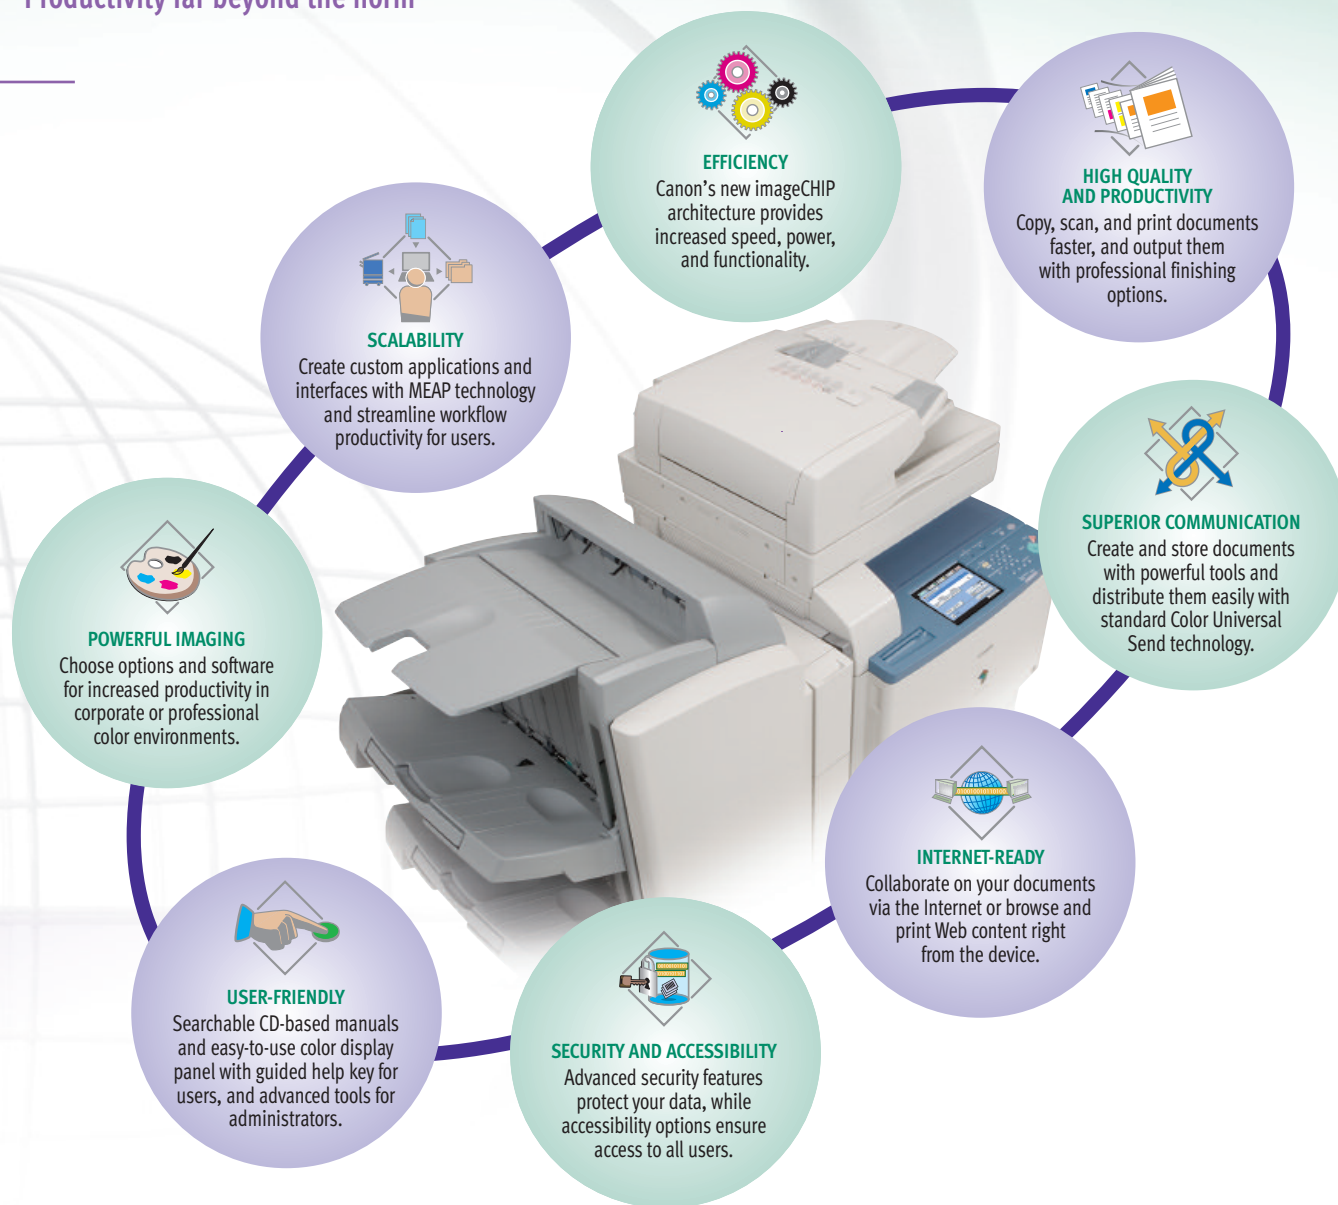 Productivity far beyond the norm
EFFICIENCY
Canon's new imageCHIP
architecture provides
increased speed, power,
and functionality.
HIGH QUALITY
AND PRODUCTIVITY
Copy, scan, and print documents
faster, and output them
with professional finishing
options.
SUPERIOR COMMUNICATION
Create and store documents
with powerful tools and
distribute them easily with
standard Color Universal
Send technology.
INTERNET-READY
Collaborate on your documents
via the Internet or browse and
print Web content right
from the device.
SECURITY AND ACCESSIBILITY
Advanced security features
protect your data, while
accessibility options ensure
access to all users.
USER-FRIENDLY
Searchable CD-based manuals
and easy-to-use color display
panel with guided help key for
users, and advanced tools for
administrators.
POWERFUL IMAGING
Choose options and software
for increased productivity in
corporate or professional
color environments.
SCALABILITY
Create custom applications and
interfaces with MEAP technology
and streamline workflow
productivity for users.